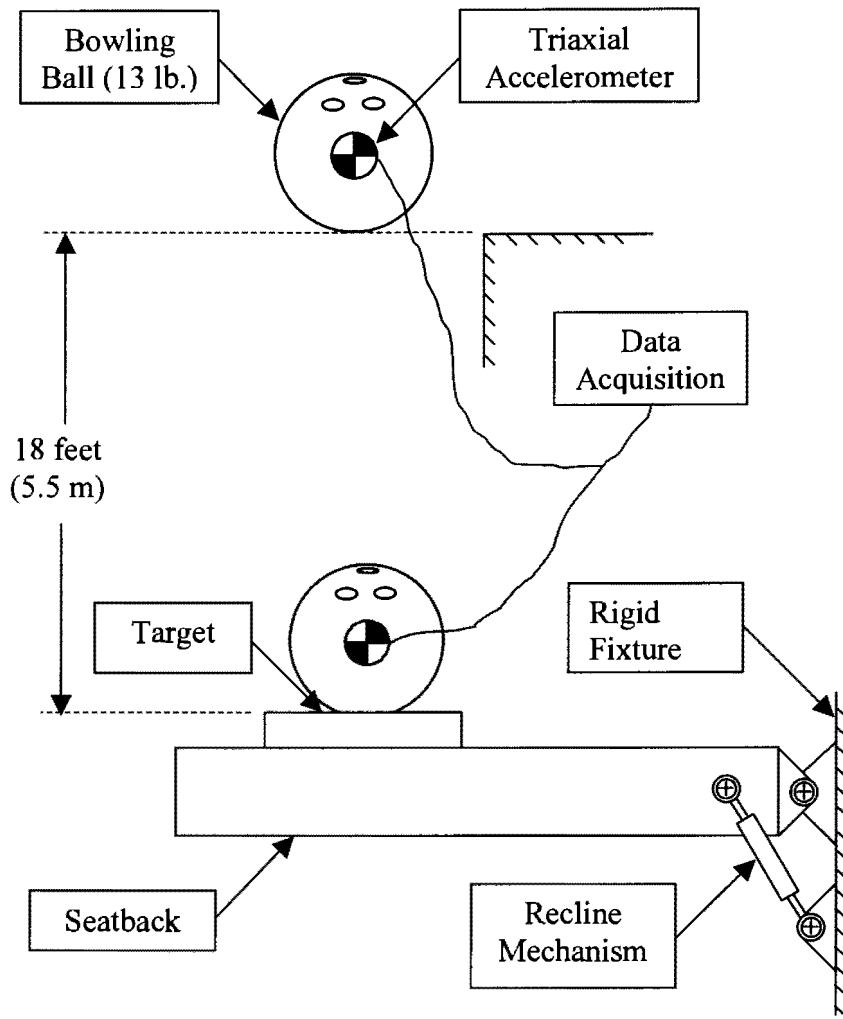 Bowling
Ball (13 lb.)
Triaxial
Accelerometer
Data
Acquisition
18 feet
(5.5 m)
Target
Rigid
Fixture
Seatback
Recline
Mechanism